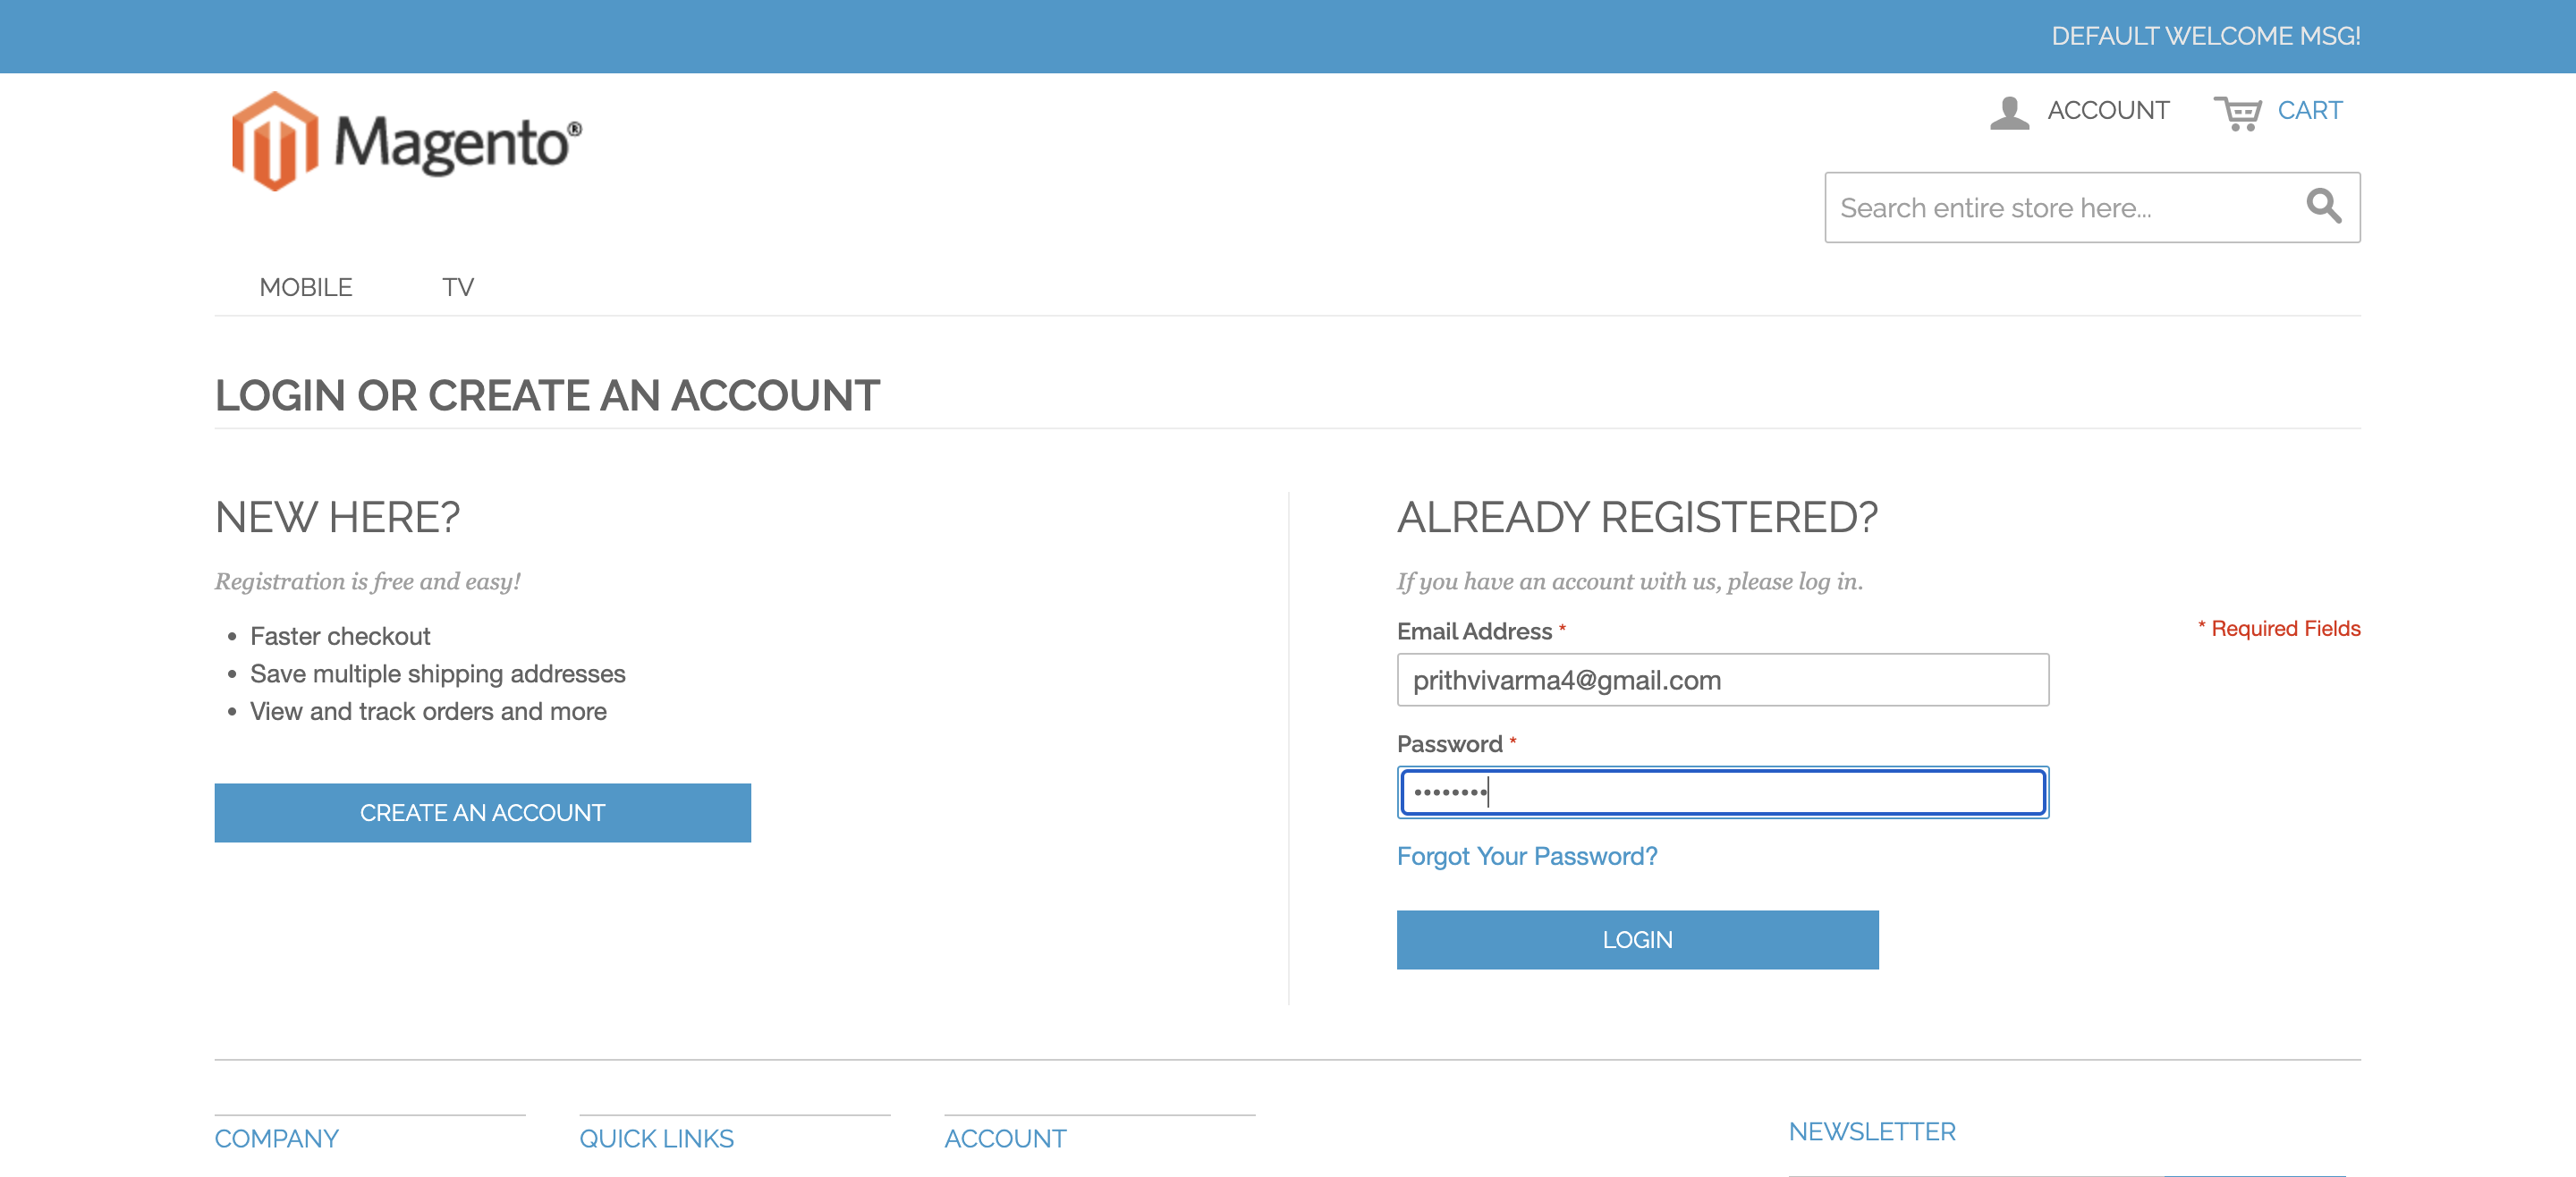 DEFAULT WELCOME MSG!
Magento®
ACCOUNT
CART
Search entire store here...
MOBILE
TV
LOGIN OR CREATE AN ACCOUNT
NEW HERE?
Registration is free and easy!
• Faster checkout
• Save multiple shipping addresses
• View and track orders and more
CREATE AN ACCOUNT
ALREADY REGISTERED?
If you have an account with us, please log in.
Email Address *
* Required Fields
prithvivarma4@gmail.com
Password *
••••••••
Forgot Your Password?
LOGIN
COMPANY
QUICK LINKS
ACCOUNT
NEWSLETTER